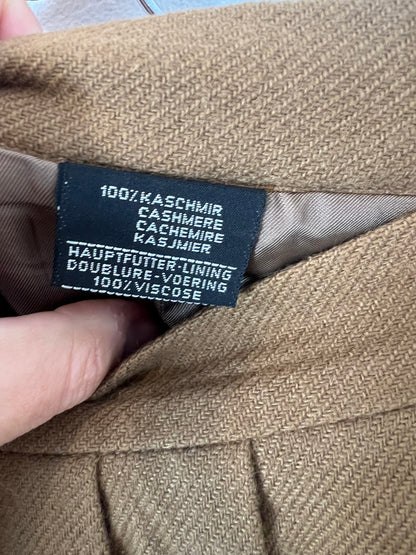 100% KASCHMIR
CASHMERE
CACHEMIRE
KASJMIER
HAUPTFUTTER-LINING
DOUBLURE-VOERING
100% VISCOSE